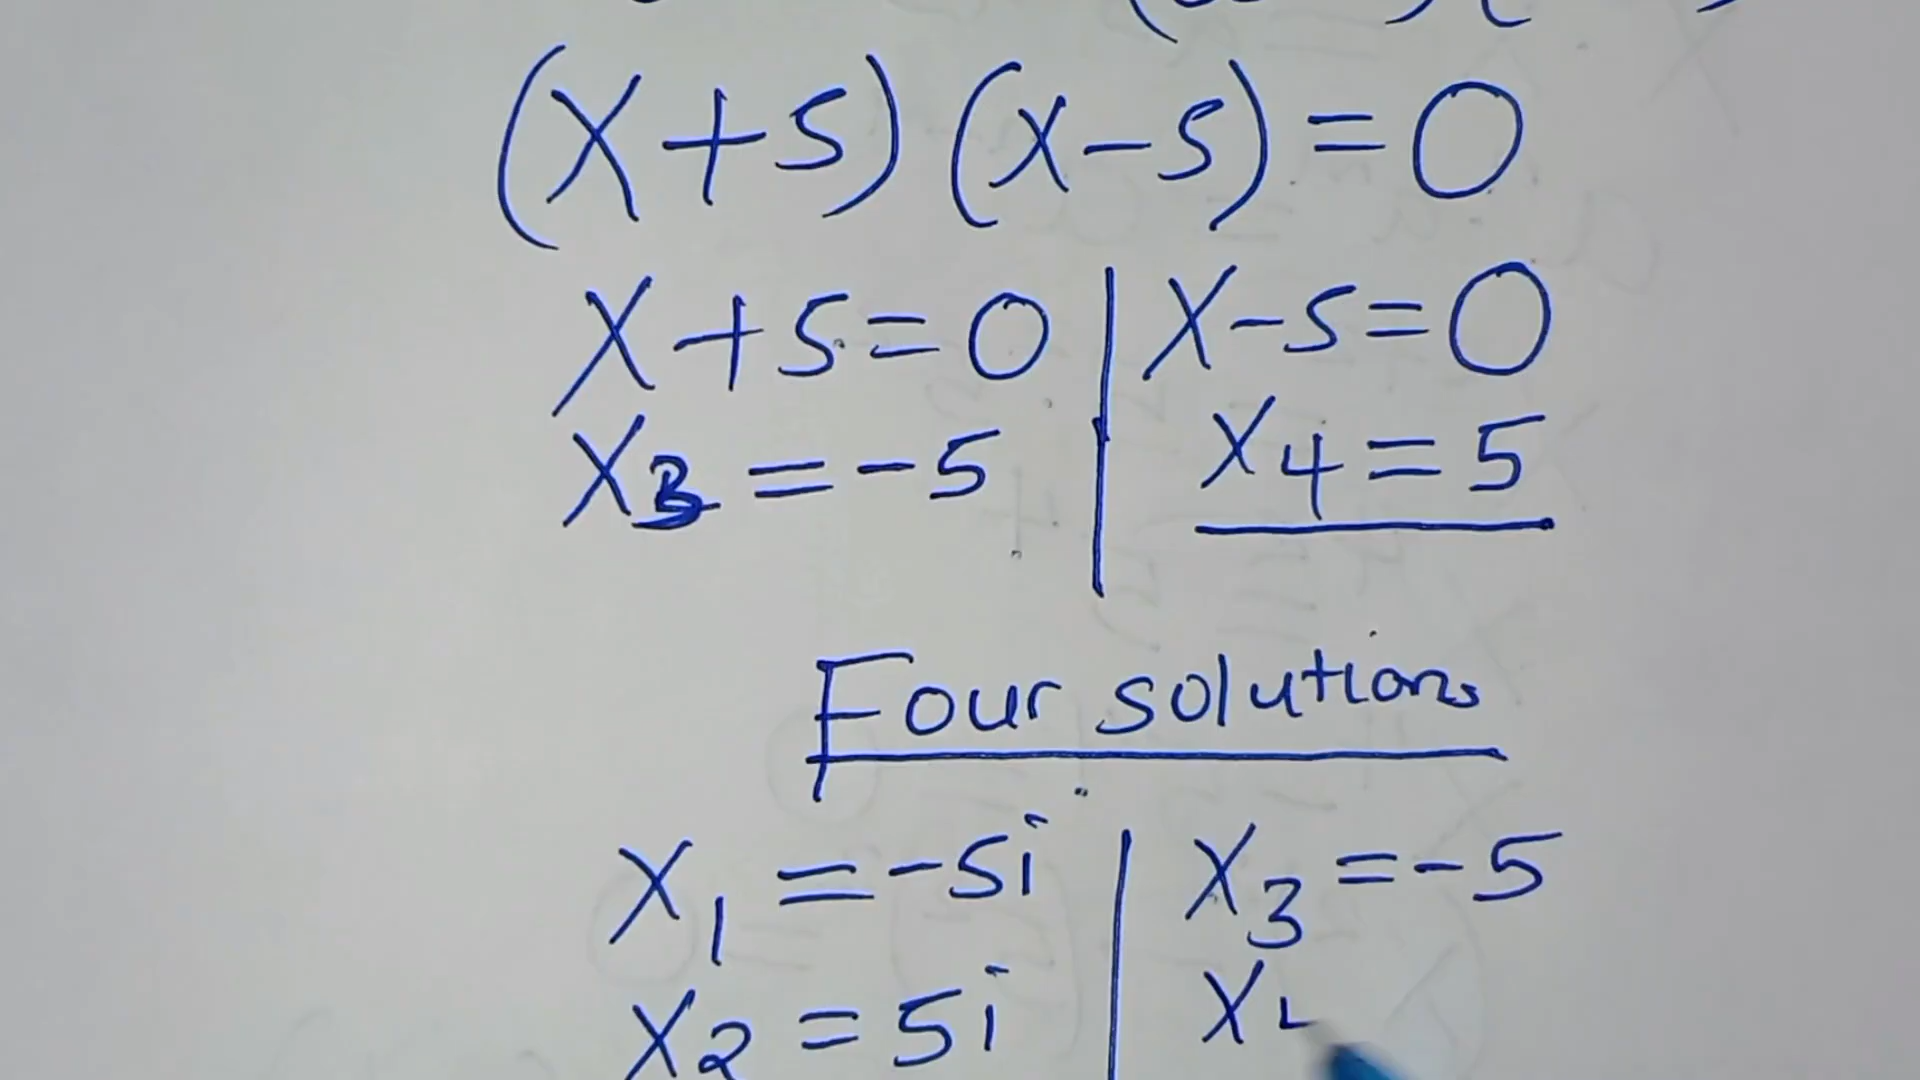 (x+5)(x-5)=0
x+5=0 | x-5=0
x₃=-5 | x₄=5
Four solutions
x₁=-5i | x₃=-5
x₂=5i | x₄